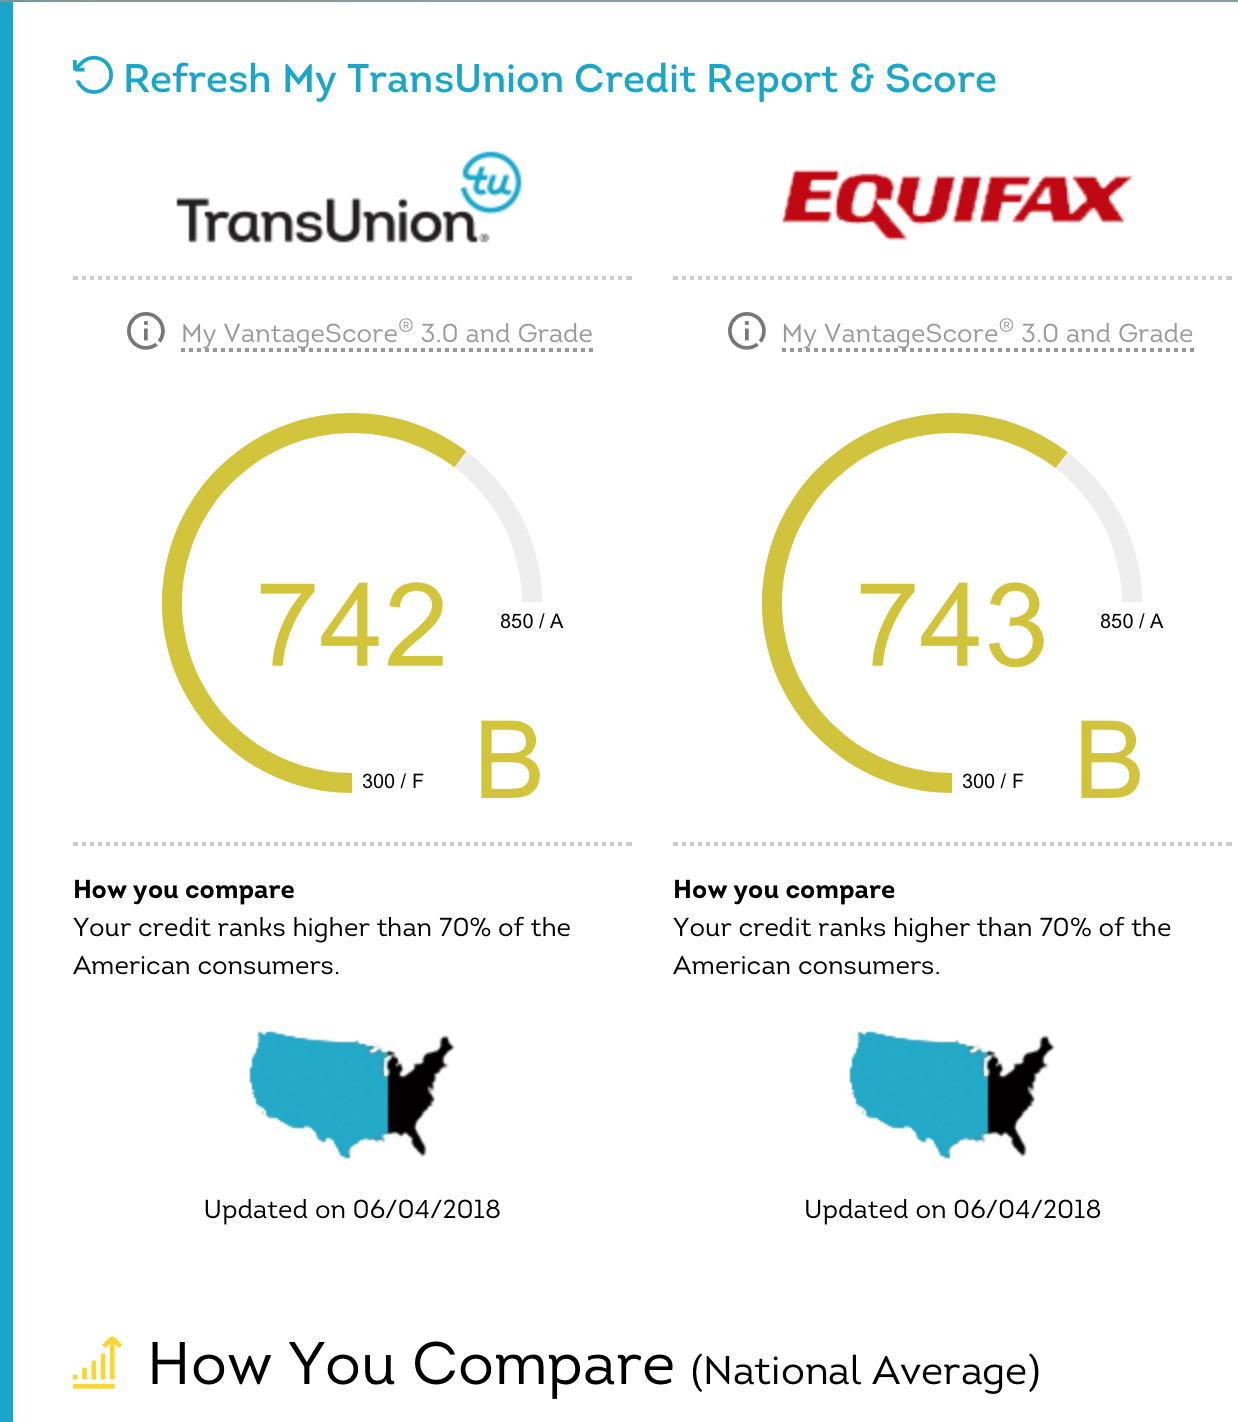 Refresh My TransUnion Credit Report & Score
tu
TransUnion®
My VantageScore® 3.0 and Grade
742
850 / A
B
300 / F
How you compare
Your credit ranks higher than 70% of the
American consumers.
Updated on 06/04/2018
EQUIFAX
My VantageScore® 3.0 and Grade
743
850 / A
B
300 / F
How you compare
Your credit ranks higher than 70% of the
American consumers.
Updated on 06/04/2018
How You Compare (National Average)